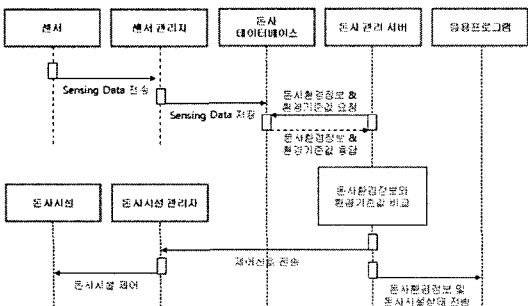 센서
센서 관리자
돈사
데이터베이스
돈사 관리 서버
응용프로그램
Sensing Data 전송
Sensing Data 저장
돈사환경정보 &
환경기준값 요청
돈사환경정보 &
환경기준값 응답
돈사환경정보와
환경기준값 비교
돈사시설
돈사시설 관리자
제어신호 전송
돈사시설 제어
돈사환경정보 및
돈사시설상태 전송